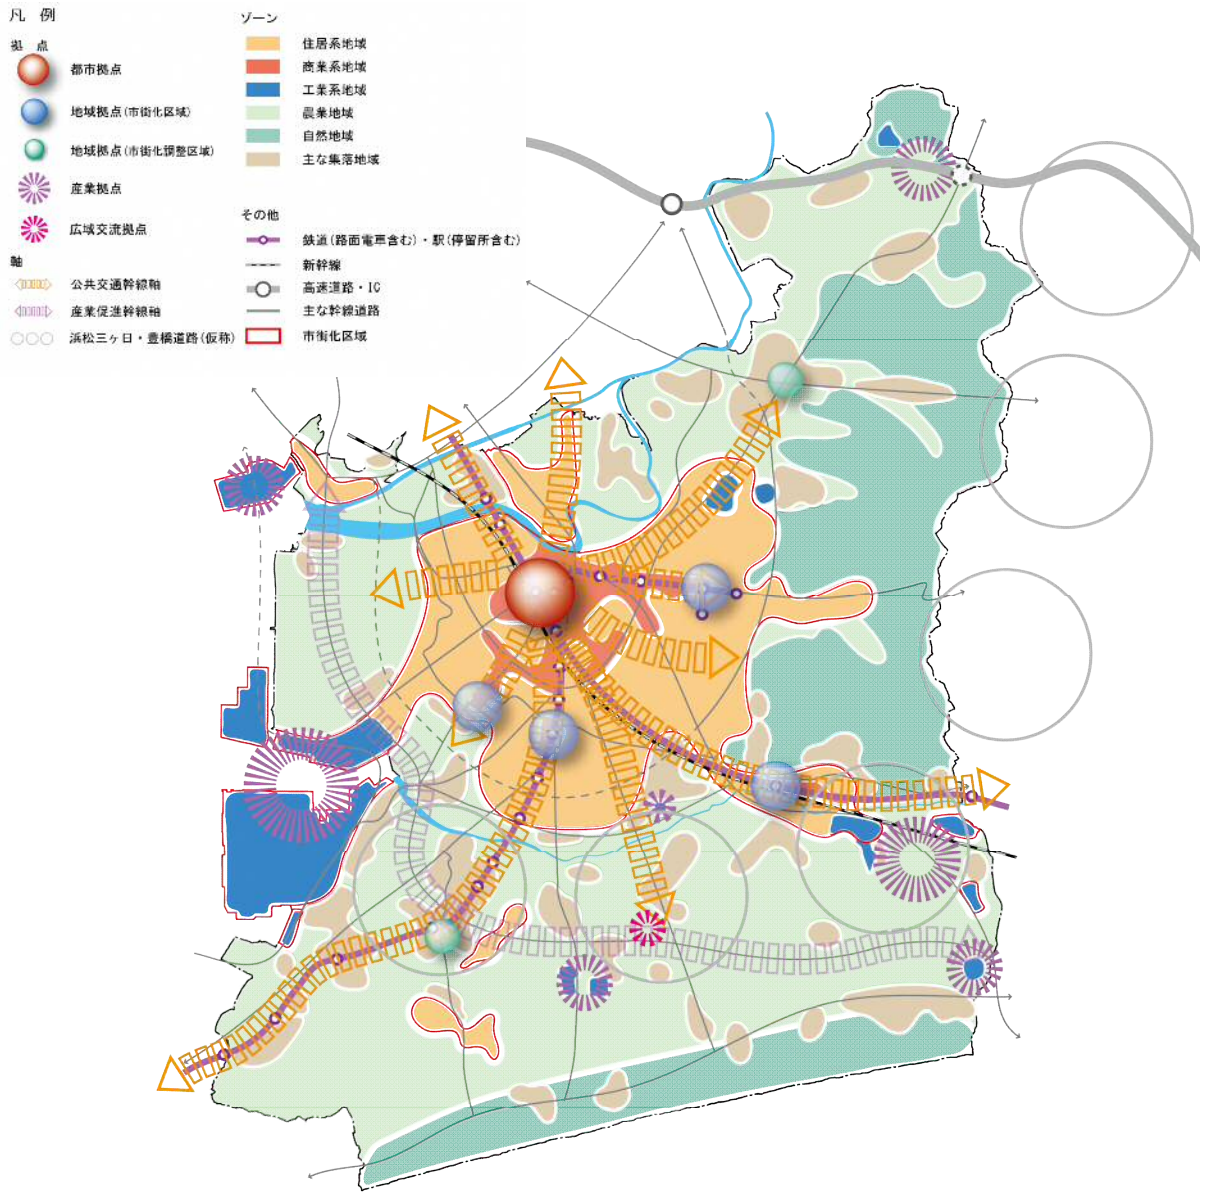 凡 例
拠 点
都市拠点
地域拠点(市街化区域)
地域拠点(市街化調整区域)
産業拠点
広域交流拠点
軸
公共交通幹線軸
産業促進幹線軸
浜松三ヶ日・豊橋道路(仮称)
ゾーン
住居系地域
商業系地域
工業系地域
農業地域
自然地域
主な集落地域
その他
鉄道(路面電車含む)・駅(停留所含む)
新幹線
高速道路・IC
主な幹線道路
市街化区域